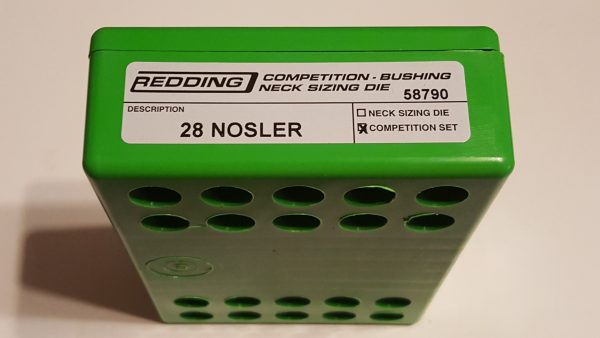 REDDING
COMPETITION - BUSHING
NECK SIZING DIE 58790
DESCRIPTION
28 NOSLER
NECK SIZING DIE
COMPETITION SET